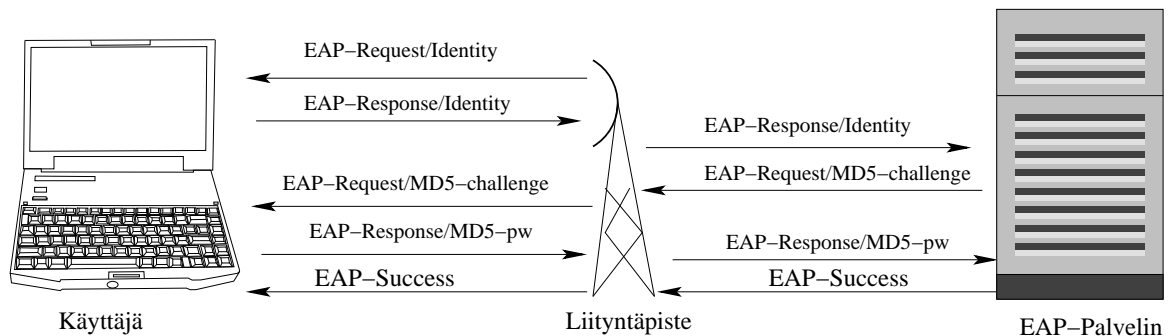 EAP−Request/Identity
EAP−Response/Identity
EAP−Response/Identity
EAP−Request/MD5−challenge
EAP−Request/MD5−challenge
EAP−Response/MD5−pw
EAP−Response/MD5−pw
EAP−Success
EAP−Success
Käyttäjä
Liityntäpiste
EAP−Palvelin